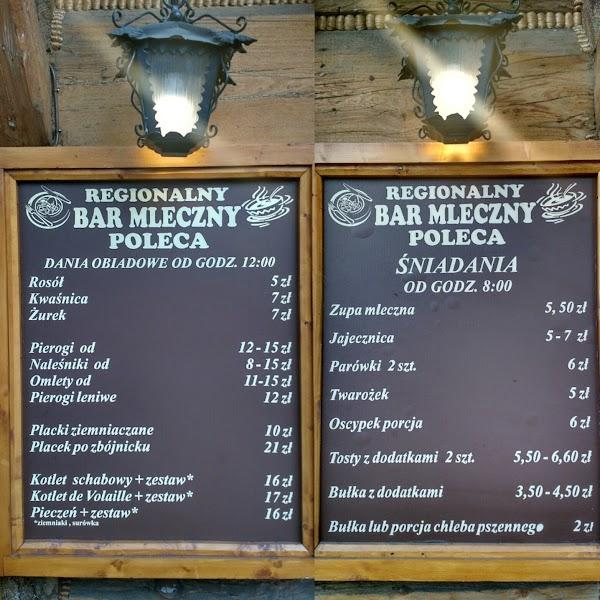 REGIONALNY
BAR MLECZNY
POLECA
DANIA OBIADOWE OD GODZ. 12:00
Rosół 5 zł
Kwaśnica 7 zł
Żurek 7 zł
Pierogi od 12 - 15 zł
Naleśniki od 8 - 15 zł
Omlety od 11-15 zł
Pierogi leniwe 12 zł
Placki ziemniaczane 10 zł
Placek po zbójnicku 21 zł
Kotlet schabowy + zestaw* 16 zł
Kotlet de Volaille + zestaw* 17 zł
Pieczeń + zestaw* 16 zł
*ziemniaki , surówka
REGIONALNY
BAR MLECZNY
POLECA
ŚNIADANIA
OD GODZ. 8:00
Zupa mleczna 5, 50 zł
Jajecznica 5 - 7 zł
Parówki 2 szt. 6 zł
Twarożek 5 zł
Oscypek porcja 6 zł
Tosty z dodatkami 2 szt. 5,50 - 6,60 zł
Bułka z dodatkami 3,50 - 4,50 zł
Bułka lub porcja chleba pszennego 2 zł